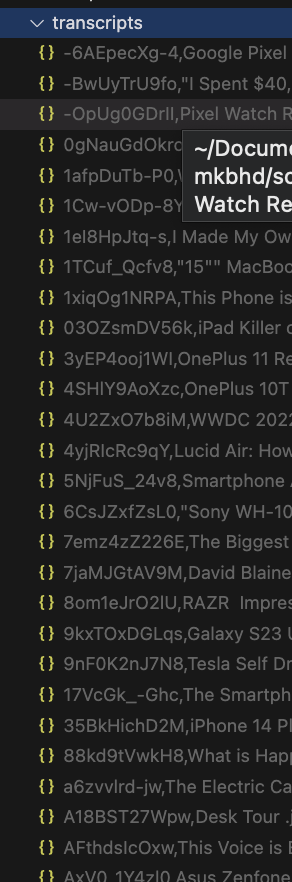 transcripts
{} -6AEpecXg-4,Google Pixel
{} -BwUyTrU9fo,"I Spent $40,
{} -OpUg0GDrII,Pixel Watch R
{} 0gNauGdOkro
~/Docume
{} 1afpDuTb-P0,
mkbhd/sc
{} 1Cw-vODp-8Y
Watch Re
{} 1eI8HpJtq-s,I Made My Ow
{} 1TCuf_Qcfv8,"15"" MacBoo
{} 1xiqOg1NRPA,This Phone is
{} 03OZsmDV56k,iPad Killer o
{} 3yEP4ooj1WI,OnePlus 11 Re
{} 4SHIY9AoXzc,OnePlus 10T
{} 4U2ZxO7b8iM,WWDC 2022
{} 4yjRIcRc9qY,Lucid Air: How
{} 5NjFuS_24v8,Smartphone
{} 6CsJZxfZsL0,"Sony WH-10
{} 7emz4zZ226E,The Biggest
{} 7jaMJGtAV9M,David Blaine
{} 8om1eJrO2lU,RAZR  Impres
{} 9kxTOxDGLqs,Galaxy S23 U
{} 9nF0K2nJ7N8,Tesla Self Dr
{} 17VcGk_-Ghc,The Smartph
{} 35BkHichD2M,iPhone 14 Pl
{} 88kd9tVwkH8,What is Happ
{} a6zvvlrd-jw,The Electric Ca
{} A18BST27Wpw,Desk Tour .j
{} AFthdsIcOxw,This Voice is E
{} AxV0_1Y4zl0,Asus Zenfone